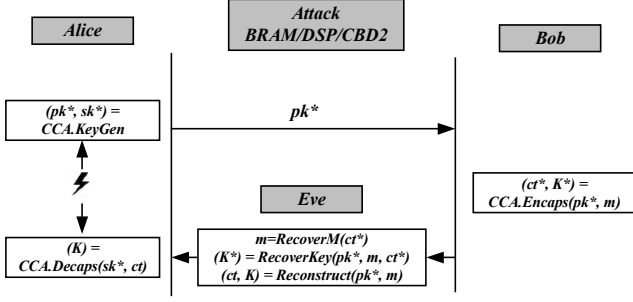 Alice
Attack
BRAM/DSP/CBD2
Bob
(pk*, sk*) =
CCA.KeyGen
pk*
(ct*, K*) =
CCA.Encaps(pk*, m)
Eve
(K) =
CCA.Decaps(sk*, ct)
m=RecoverM(ct*)
(K*) = RecoverKey(pk*, m, ct*)
(ct, K) = Reconstruct(pk*, m)